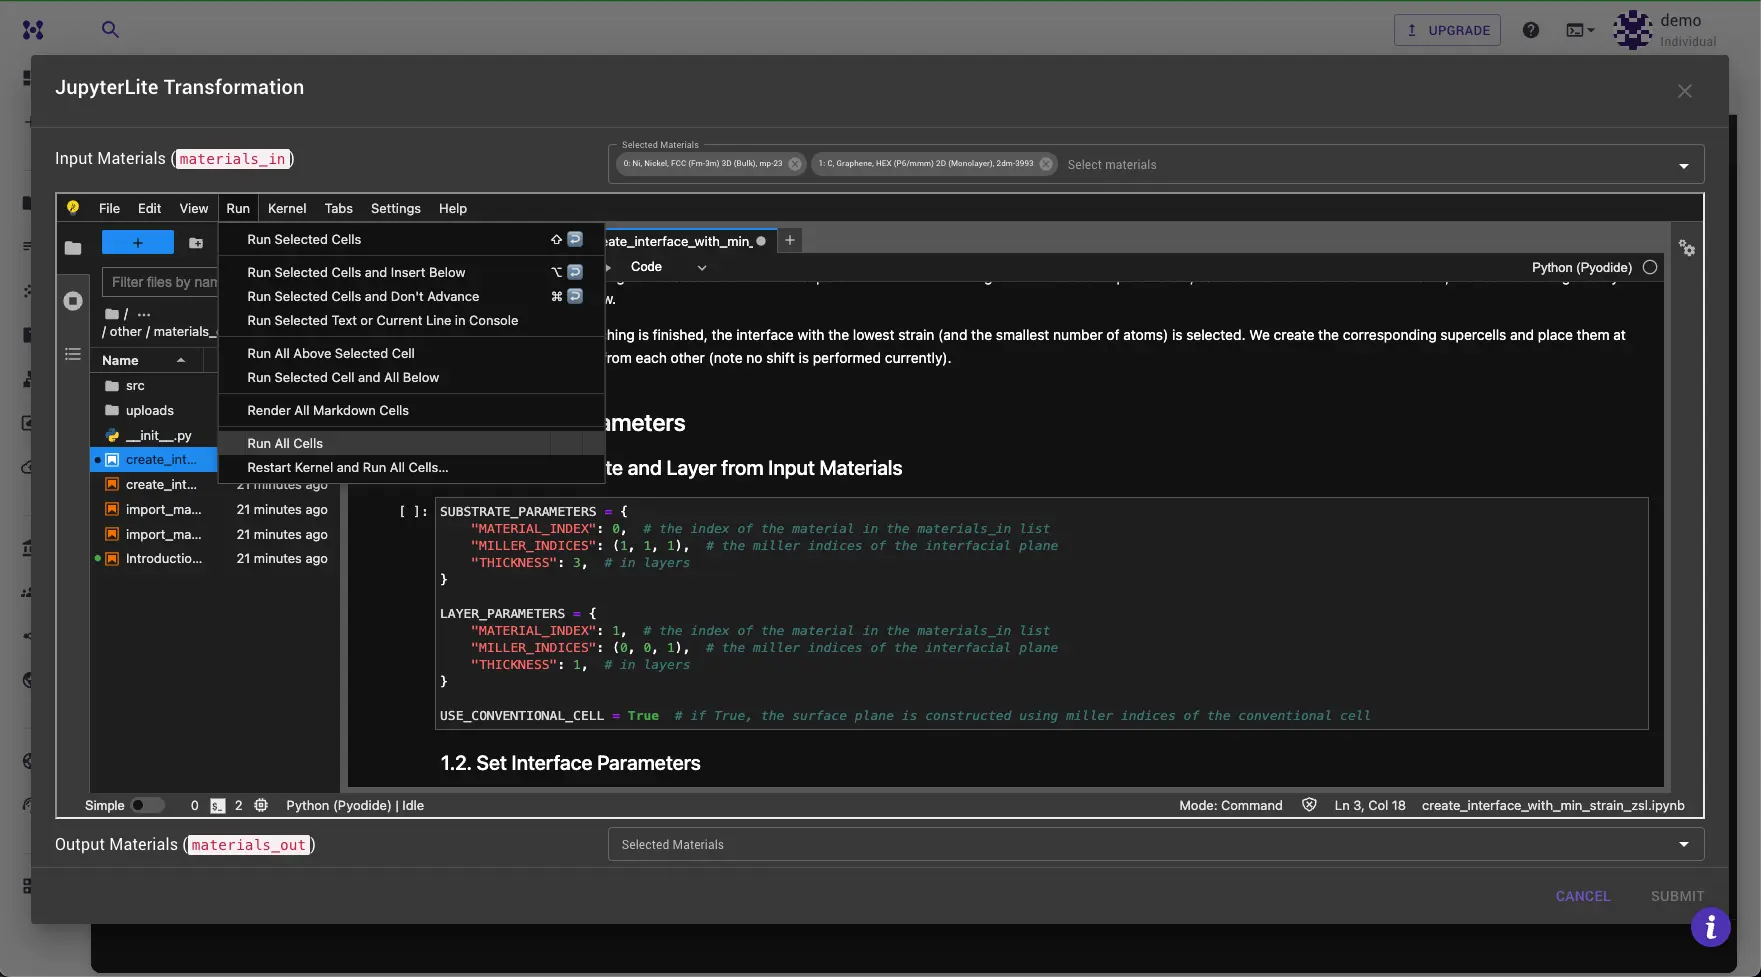 UPGRADE
demo
Individual
JupyterLite Transformation
Input Materials (materials_in)
Selected Materials
0: Ni, Nickel, FCC (Fm-3m) 3D (Bulk), mp-23
1: C, Graphene, HEX (P6/mmm) 2D (Monolayer), 2dm-3993
Select materials
File Edit View Run Kernel Tabs Settings Help
+
Filter files by nam
/ ...
/ other / materials_
Name
src
uploads
__init__.py
create_int...
create_int... 21 minutes ago
import_ma... 21 minutes ago
import_ma... 21 minutes ago
Introductio... 21 minutes ago
Run Selected Cells ⇧
Run Selected Cells and Insert Below ⌥
Run Selected Cells and Don't Advance ⌘
Run Selected Text or Current Line in Console
Run All Above Selected Cell
Run Selected Cell and All Below
Render All Markdown Cells
Run All Cells
Restart Kernel and Run All Cells...
eate_interface_with_min_
+
Code
Python (Pyodide)
w.
hing is finished, the interface with the lowest strain (and the smallest number of atoms) is selected. We create the corresponding supercells and place them at
from each other (note no shift is performed currently).
ameters
te and Layer from Input Materials
[ ]: SUBSTRATE_PARAMETERS = {
"MATERIAL_INDEX": 0, # the index of the material in the materials_in list
"MILLER_INDICES": (1, 1, 1), # the miller indices of the interfacial plane
"THICKNESS": 3, # in layers
}
LAYER_PARAMETERS = {
"MATERIAL_INDEX": 1, # the index of the material in the materials_in list
"MILLER_INDICES": (0, 0, 1), # the miller indices of the interfacial plane
"THICKNESS": 1, # in layers
}
USE_CONVENTIONAL_CELL = True # if True, the surface plane is constructed using miller indices of the conventional cell
1.2. Set Interface Parameters
Simple 0 $_ 2 Python (Pyodide) | Idle
Mode: Command Ln 3, Col 18 create_interface_with_min_strain_zsl.ipynb
Output Materials (materials_out)
Selected Materials
CANCEL SUBMIT
i